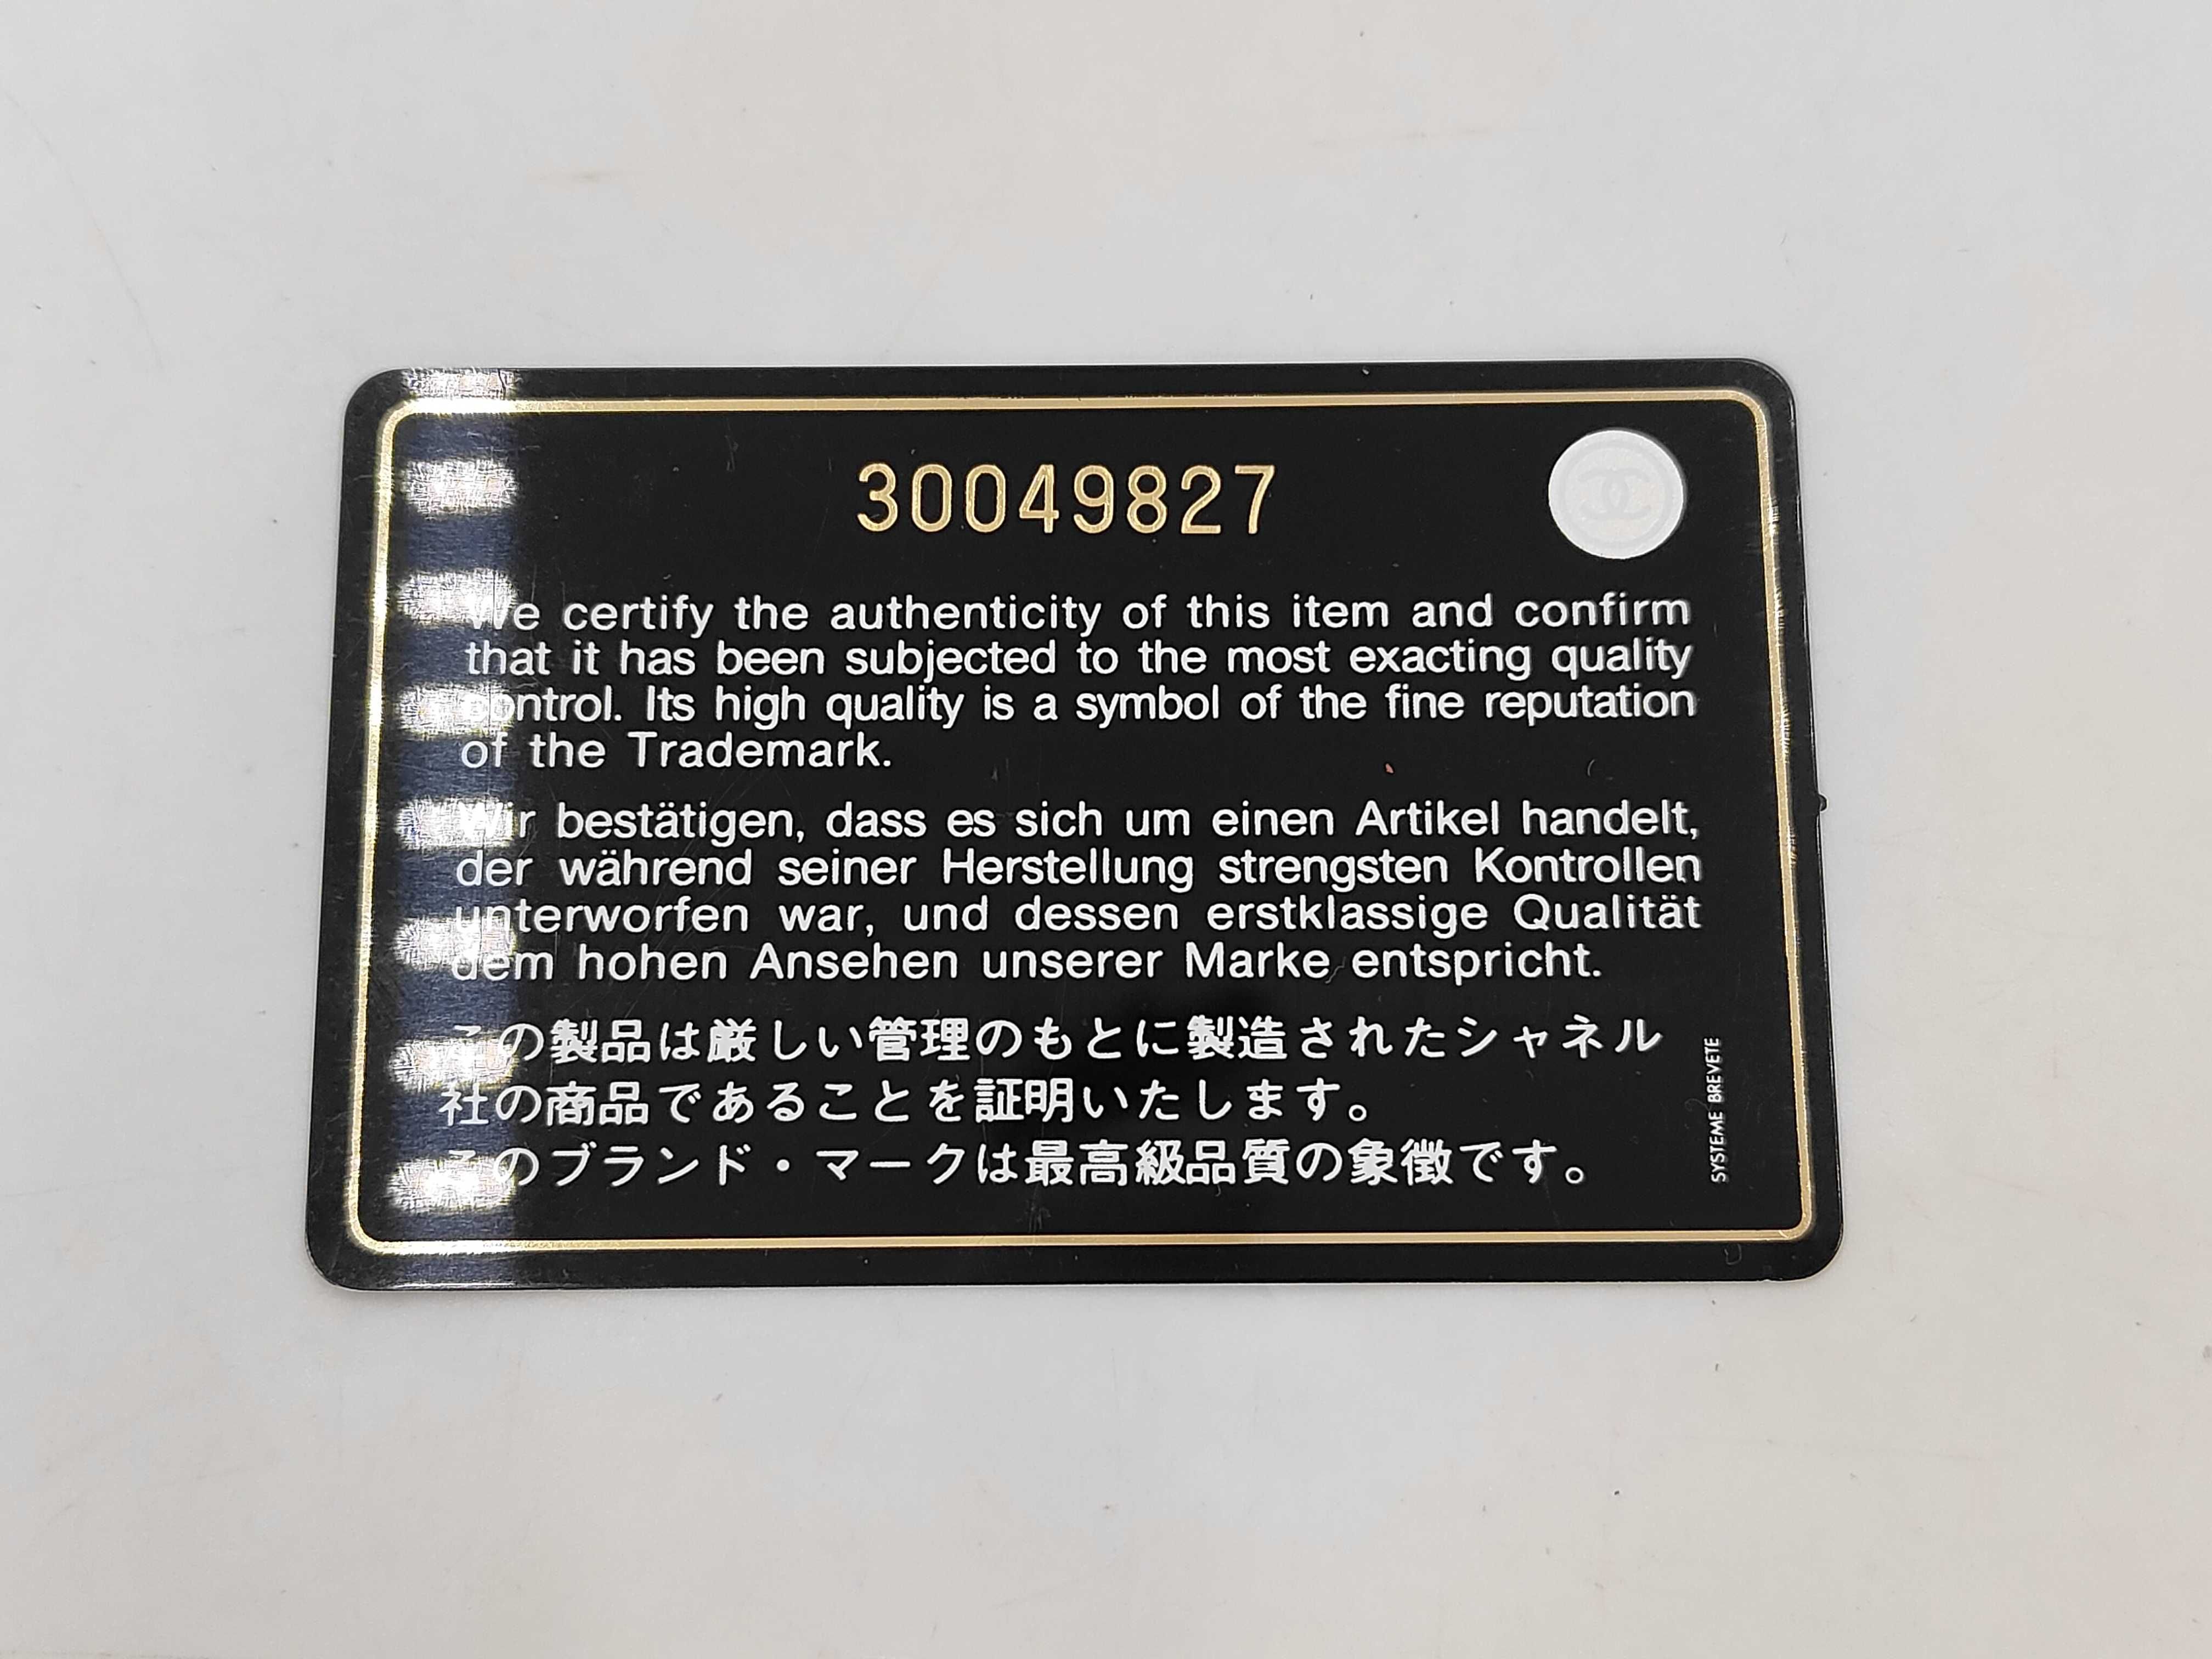 30049827
We certify the authenticity of this item and confirm
that it has been subjected to the most exacting quality
control. Its high quality is a symbol of the fine reputation
of the Trademark.
Wir bestätigen, dass es sich um einen Artikel handelt,
der während seiner Herstellung strengsten Kontrollen
unterworfen war, und dessen erstklassige Qualität
dem hohen Ansehen unserer Marke entspricht.
この製品は厳しい管理のもとに製造されたシャネル
社の商品であることを証明いたします。
このブランド・マークは最高級品質の象徴です。
SYSTEME BREVETE